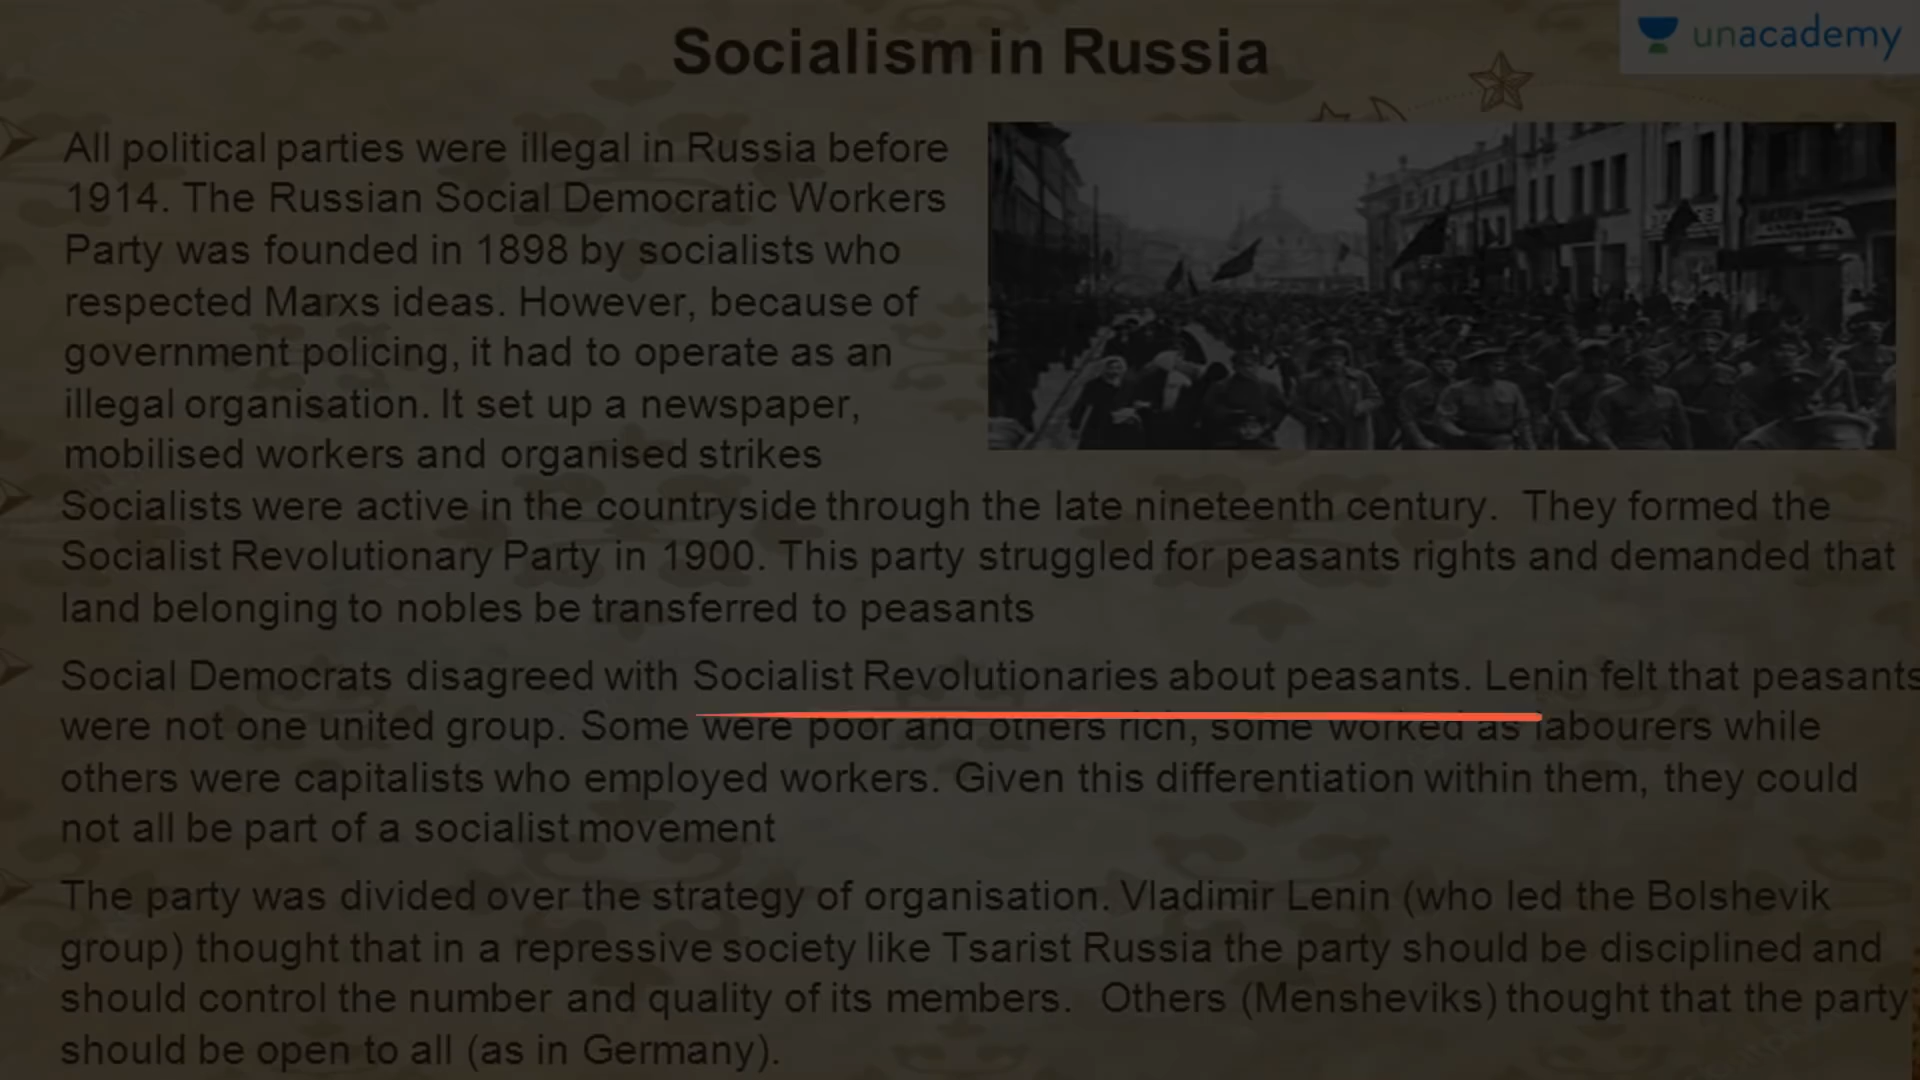 Socialism in Russia
unacademy
All political parties were illegal in Russia before
1914. The Russian Social Democratic Workers
Party was founded in 1898 by socialists who
respected Marxs ideas. However, because of
government policing, it had to operate as an
illegal organisation. It set up a newspaper,
mobilised workers and organised strikes
Socialists were active in the countryside through the late nineteenth century. They formed the
Socialist Revolutionary Party in 1900. This party struggled for peasants rights and demanded that
land belonging to nobles be transferred to peasants
Social Democrats disagreed with Socialist Revolutionaries about peasants. Lenin felt that peasants
were not one united group. Some were poor and others rich, some worked as labourers while
others were capitalists who employed workers. Given this differentiation within them, they could
not all be part of a socialist movement
The party was divided over the strategy of organisation. Vladimir Lenin (who led the Bolshevik
group) thought that in a repressive society like Tsarist Russia the party should be disciplined and
should control the number and quality of its members. Others (Mensheviks) thought that the party
should be open to all (as in Germany).